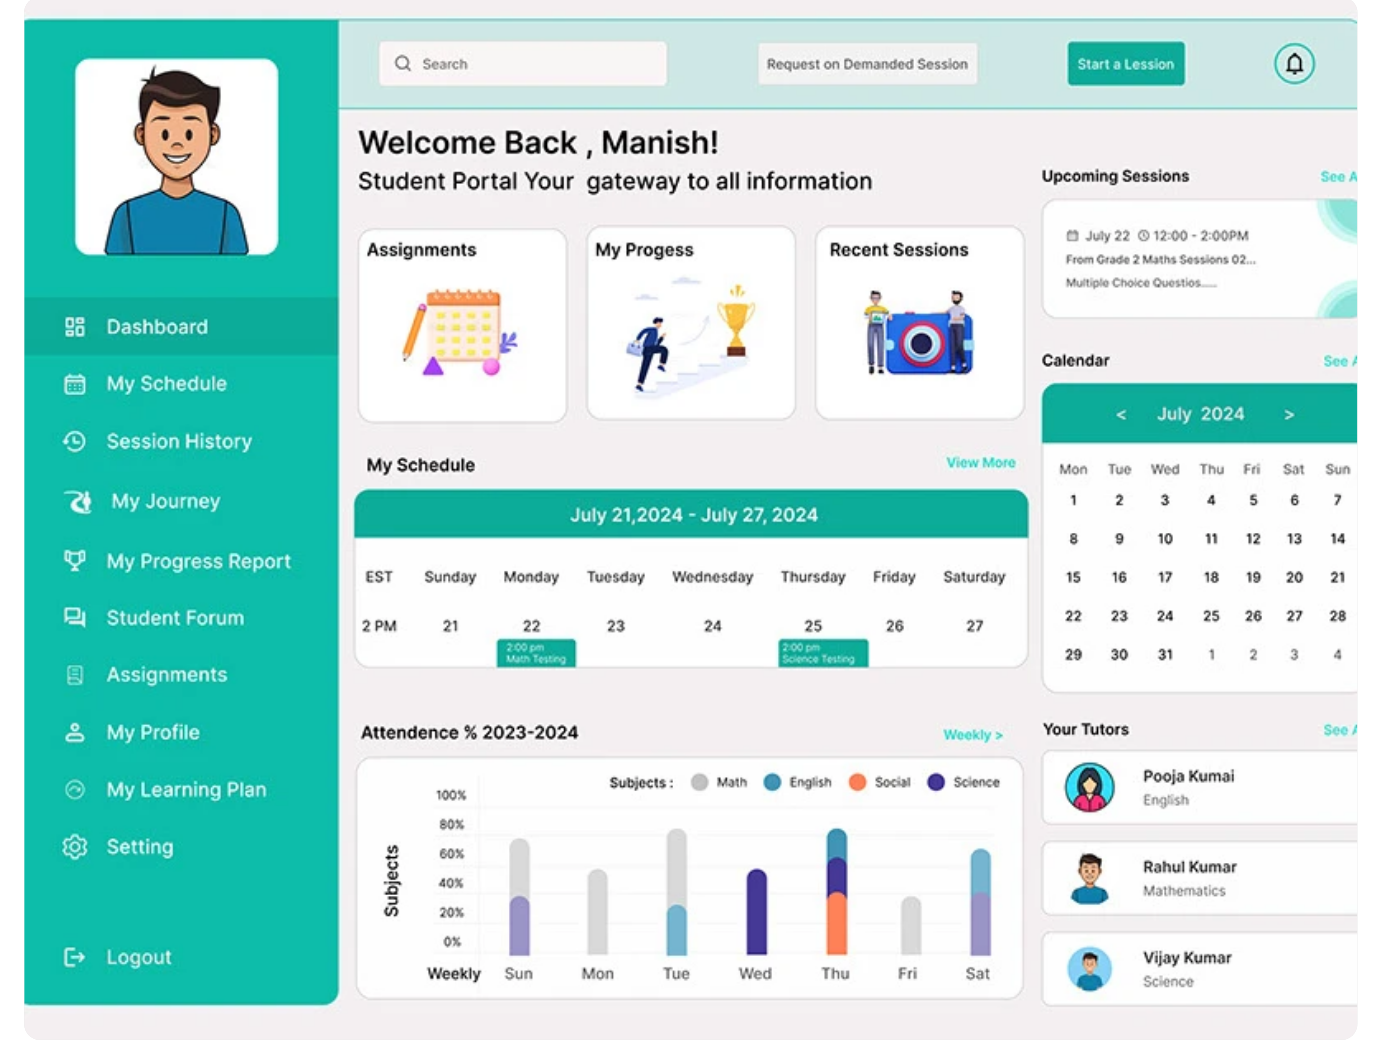 Search
Request on Demanded Session
Start a Lession
Dashboard
My Schedule
Session History
My Journey
My Progress Report
Student Forum
Assignments
My Profile
My Learning Plan
Setting
Logout
Welcome Back , Manish!
Student Portal Your gateway to all information
Assignments
My Progess
Recent Sessions
My Schedule
View More
July 21,2024 - July 27, 2024
EST Sunday Monday Tuesday Wednesday Thursday Friday Saturday
2 PM 21 22 23 24 25 26 27
2:00 pm
Math Testing
2:00 pm
Science Testing
Attendence % 2023-2024
Weekly >
Subjects : Math English Social Science
Subjects
100%
80%
60%
40%
20%
0%
Weekly Sun Mon Tue Wed Thu Fri Sat
Upcoming Sessions
See A
July 22 12:00 - 2:00PM
From Grade 2 Maths Sessions 02...
Multiple Choice Questios......
Calendar
See A
< July 2024 >
Mon Tue Wed Thu Fri Sat Sun
1 2 3 4 5 6 7
8 9 10 11 12 13 14
15 16 17 18 19 20 21
22 23 24 25 26 27 28
29 30 31 1 2 3 4
Your Tutors
See A
Pooja Kumai
English
Rahul Kumar
Mathematics
Vijay Kumar
Science